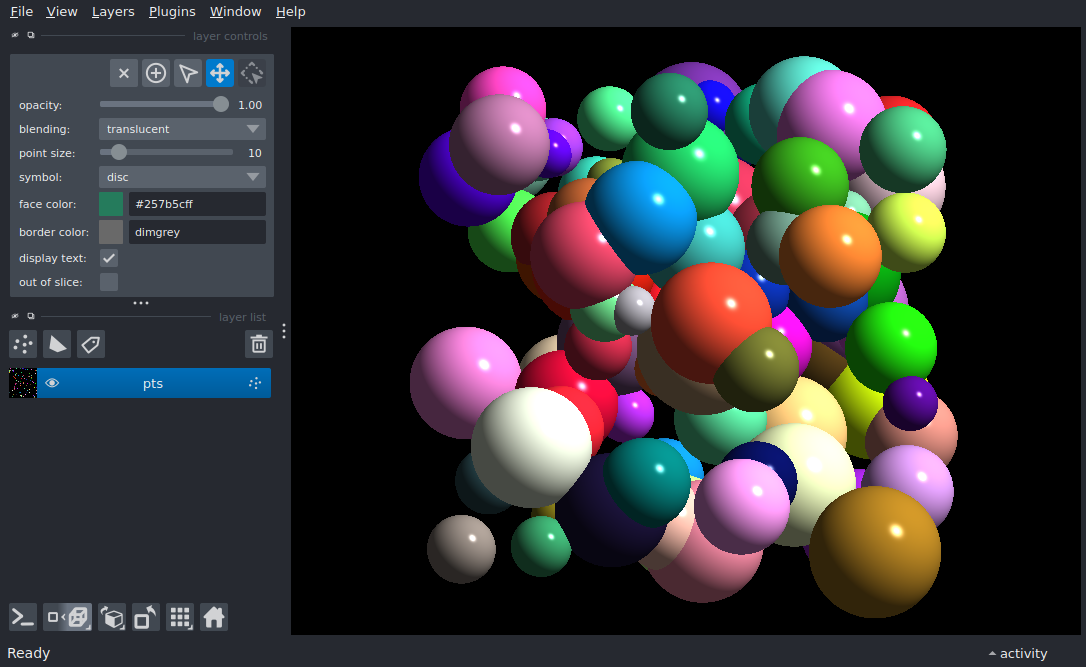 File View Layers Plugins Window Help
layer controls
opacity: 1.00
blending: translucent
point size: 10
symbol: disc
face color: #257b5cff
border color: dimgrey
display text:
out of slice:
layer list
pts
Ready activity